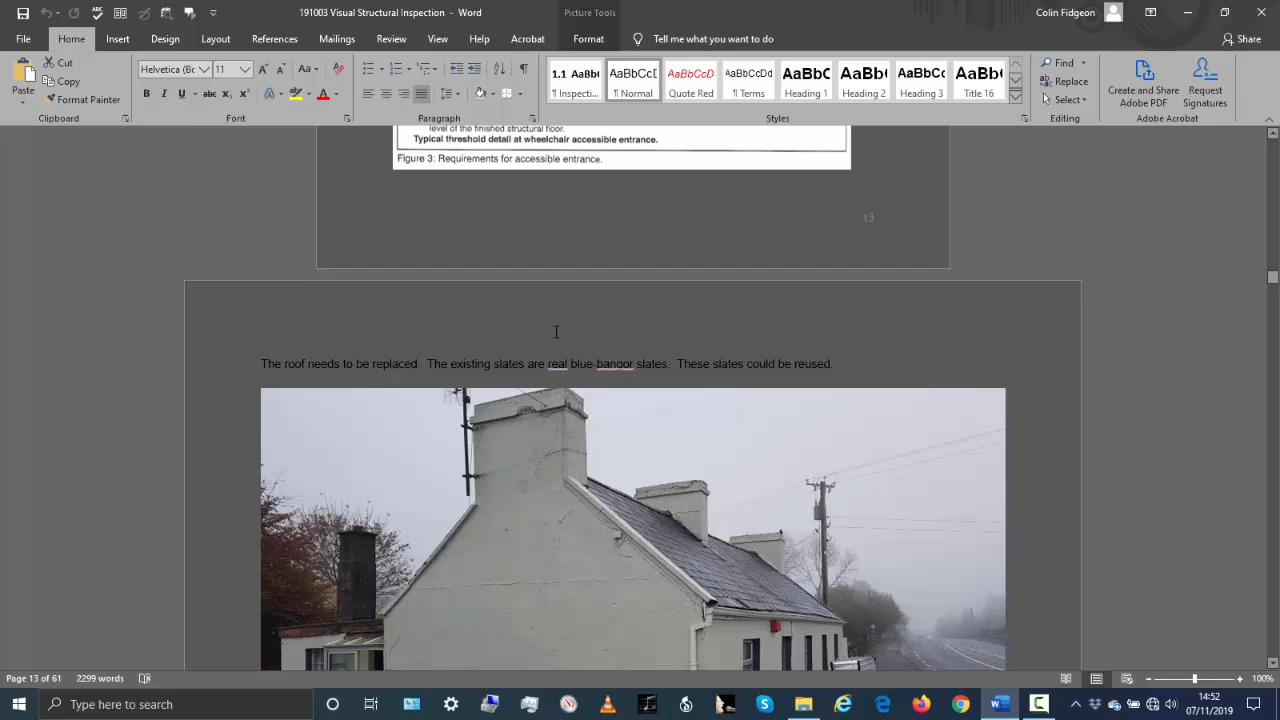 191003 Visual Structural Inspection - Word
Picture Tools
Colin Fidgeon
File Home Insert Design Layout References Mailings Review View Help Acrobat Format Tell me what you want to do Share
Paste
Cut
Copy
Format Painter
Clipboard
Helvetica (Bc 11
Font
Paragraph
1.1 AaBbC AaBbCcD AaBbCcD AaBbCcDd AaBbC AaBbC AaBbCc AaBbC
¶ Inspecti... ¶ Normal Quote Red ¶ Terms Heading 1 Heading 2 Heading 3 Title 16
Styles
Find
Replace
Select
Editing
Create and Share Adobe PDF
Request Signatures
Adobe Acrobat
level of the finished structural floor.
Typical threshold detail at wheelchair accessible entrance.
Figure 3: Requirements for accessible entrance.
13
The roof needs to be replaced. The existing slates are real blue-bangor slates. These slates could be reused.
Page 13 of 61 2299 words 100%
Type here to search
14:52
07/11/2019